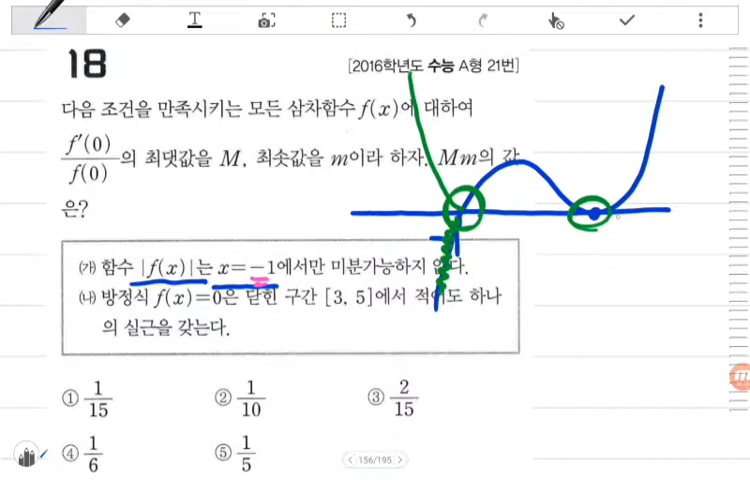 T
18
[2016학년도 수능 A형 21번]
다음 조건을 만족시키는 모든 삼차함수 f(x)에 대하여
f′(0)/f(0)의 최댓값을 M, 최솟값을 m이라 하자. Mm의 값
은?
㈎ 함수 |f(x)|는 x=−1에서만 미분가능하지 않다.
㈏ 방정식 f(x)=0은 닫힌 구간 [3, 5]에서 적어도 하나
의 실근을 갖는다.
① 1/15 ② 1/10 ③ 2/15
④ 1/6 ⑤ 1/5
156/195